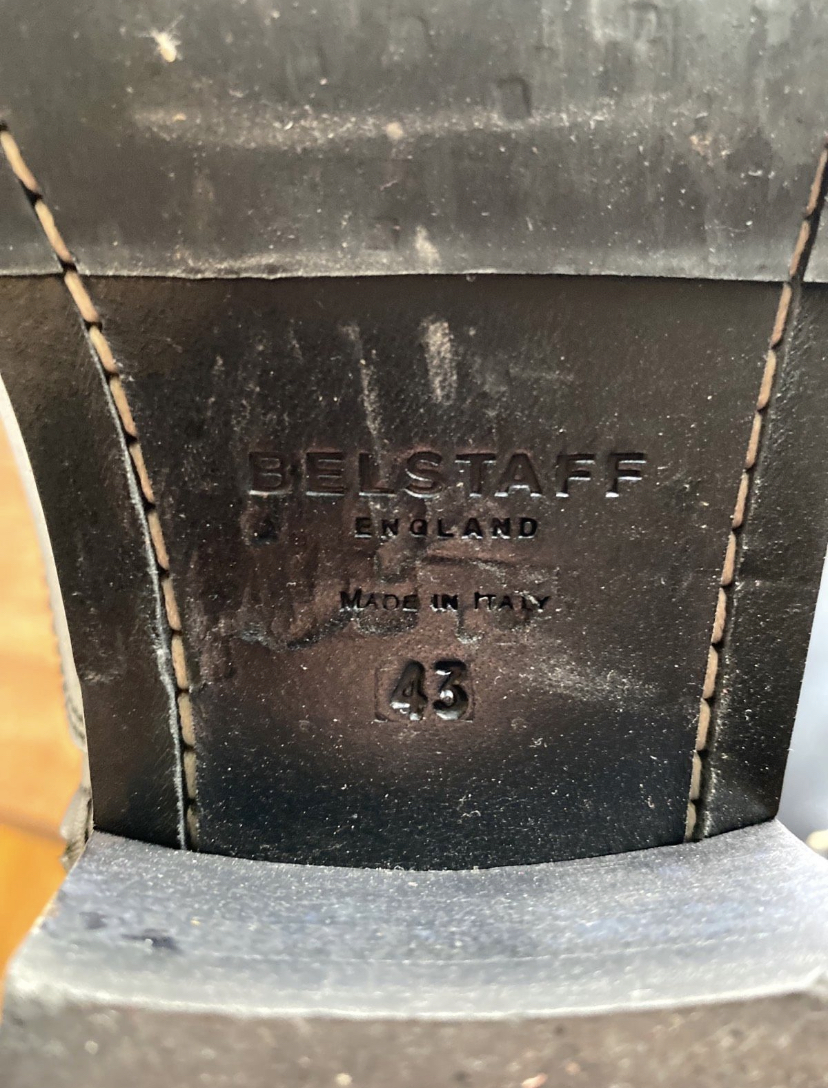 BELSTAFF
ENGLAND
MADE IN ITALY
43